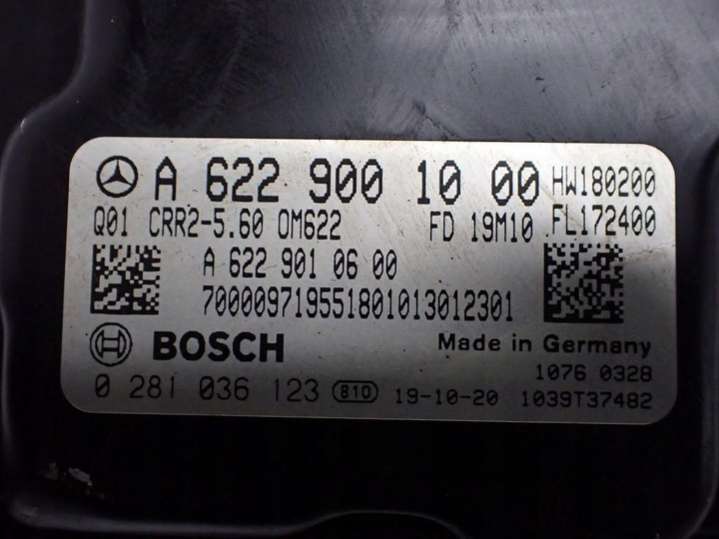 A 622 900 10 00 HW180200
Q01 CRR2-5.60 OM622 FD 19M10 FL172400
A 622 901 06 00
70000971955180101301230​1
BOSCH Made in Germany
1076 0328
0 281 036 123 810 19-10-20 1039T37482